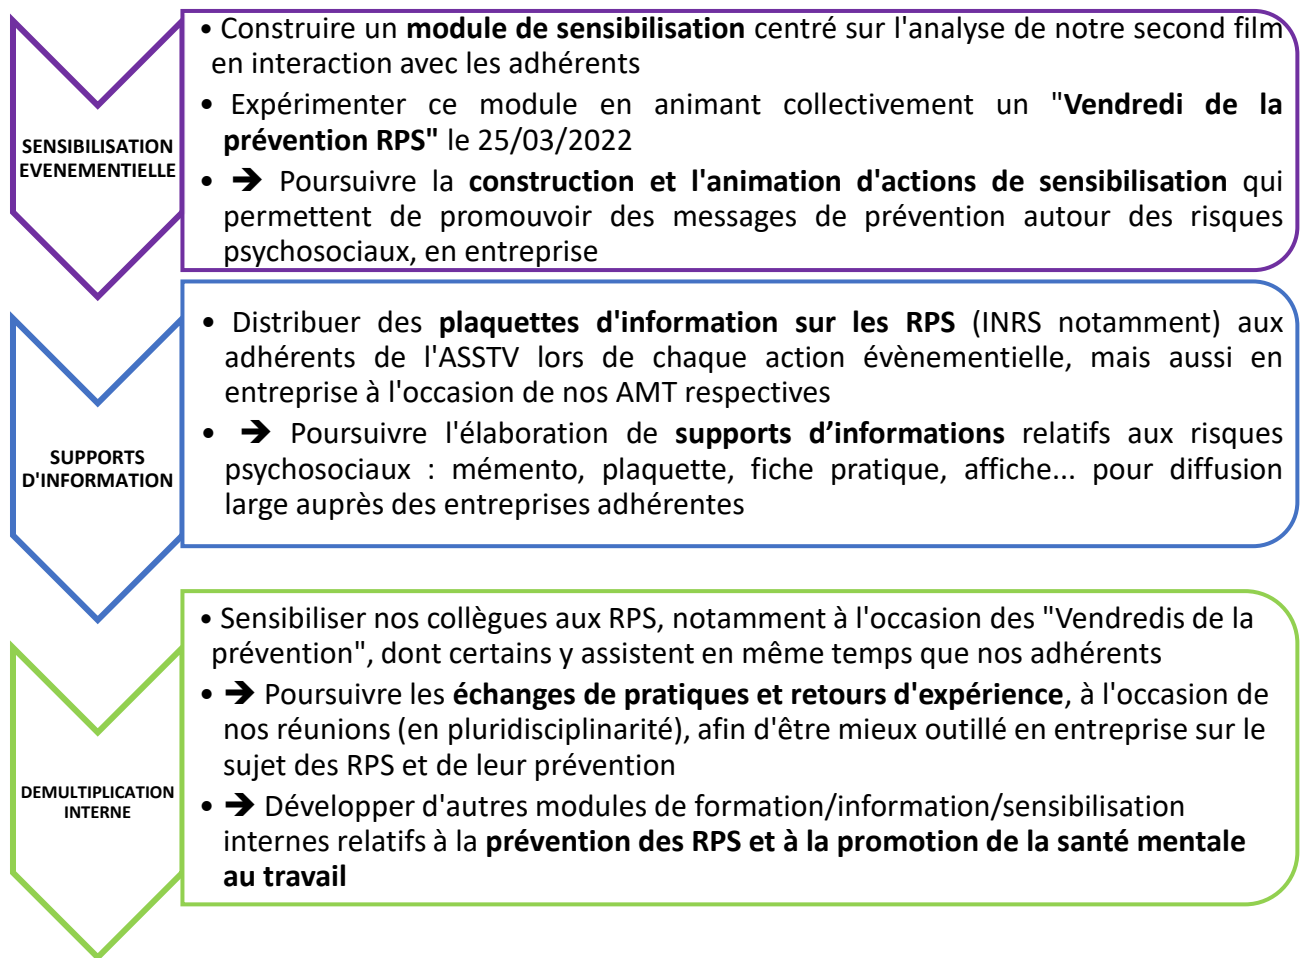 SENSIBILISATION
EVENEMENTIELLE
• Construire un module de sensibilisation centré sur l'analyse de notre second film
en interaction avec les adhérents
• Expérimenter ce module en animant collectivement un "Vendredi de la
prévention RPS" le 25/03/2022
• ➔ Poursuivre la construction et l'animation d'actions de sensibilisation qui
permettent de promouvoir des messages de prévention autour des risques
psychosociaux, en entreprise
SUPPORTS
D'INFORMATION
• Distribuer des plaquettes d'information sur les RPS (INRS notamment) aux
adhérents de l'ASSTV lors de chaque action évènementielle, mais aussi en
entreprise à l'occasion de nos AMT respectives
• ➔ Poursuivre l'élaboration de supports d’informations relatifs aux risques
psychosociaux : mémento, plaquette, fiche pratique, affiche... pour diffusion
large auprès des entreprises adhérentes
DEMULTIPLICATION
INTERNE
• Sensibiliser nos collègues aux RPS, notamment à l'occasion des "Vendredis de la
prévention", dont certains y assistent en même temps que nos adhérents
• ➔ Poursuivre les échanges de pratiques et retours d'expérience, à l'occasion de
nos réunions (en pluridisciplinarité), afin d'être mieux outillé en entreprise sur le
sujet des RPS et de leur prévention
• ➔ Développer d'autres modules de formation/information/sensibilisation
internes relatifs à la prévention des RPS et à la promotion de la santé mentale
au travail